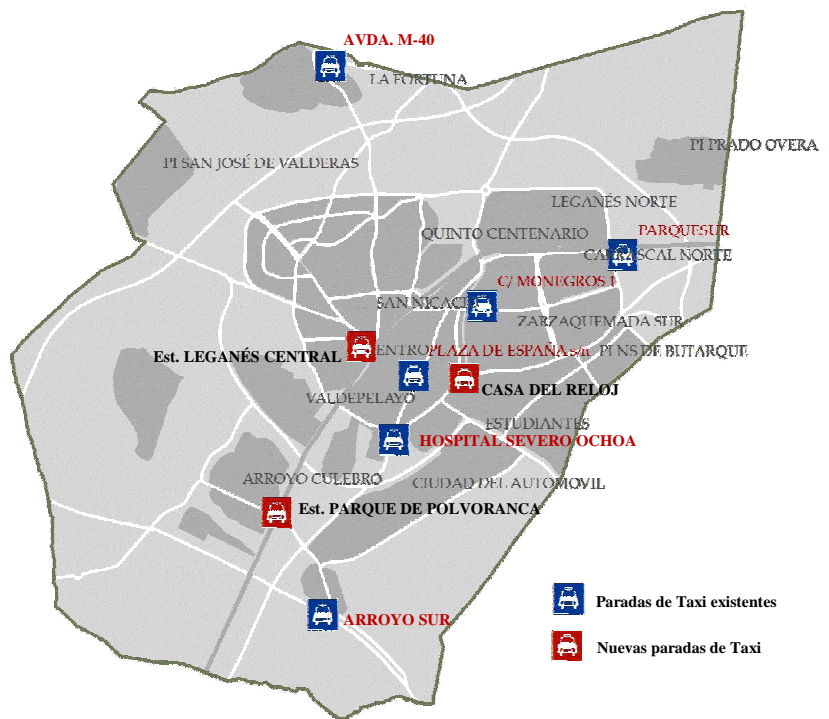 AVDA. M-40
LA FORTUNA
PI PRADO OVERA
PI SAN JOSÉ DE VALDERAS
LEGANÉS NORTE
PARQUESUR
QUINTO CENTENARIO
CARRASCAL NORTE
C/ MONEGROS 1
SAN NICAC
ZARZAQUEMADA SUR
Est. LEGANÉS CENTRAL
ENTRO
PLAZA DE ESPAÑA s/n
PI NS DE BUTARQUE
CASA DEL RELOJ
VALDEPELAYO
ESTUDIANTES
HOSPITAL SEVERO OCHOA
ARROYO CULEBRO
CIUDAD DEL AUTOMOVIL
Est. PARQUE DE POLVORANCA
Paradas de Taxi existentes
ARROYO SUR
Nuevas paradas de Taxi